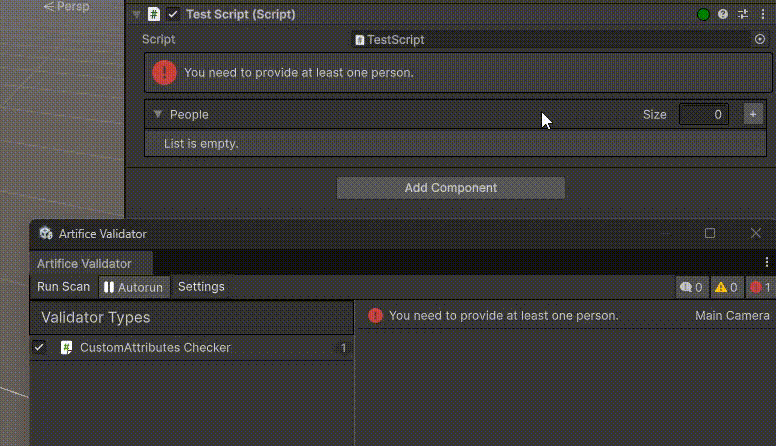 Persp
Test Script (Script)
Script TestScript
You need to provide at least one person.
People Size 0 +
List is empty.
Add Component
Artifice Validator
Artifice Validator
Run Scan Autorun Settings 0 0 1
Validator Types
You need to provide at least one person. Main Camera
CustomAttributes Checker 1